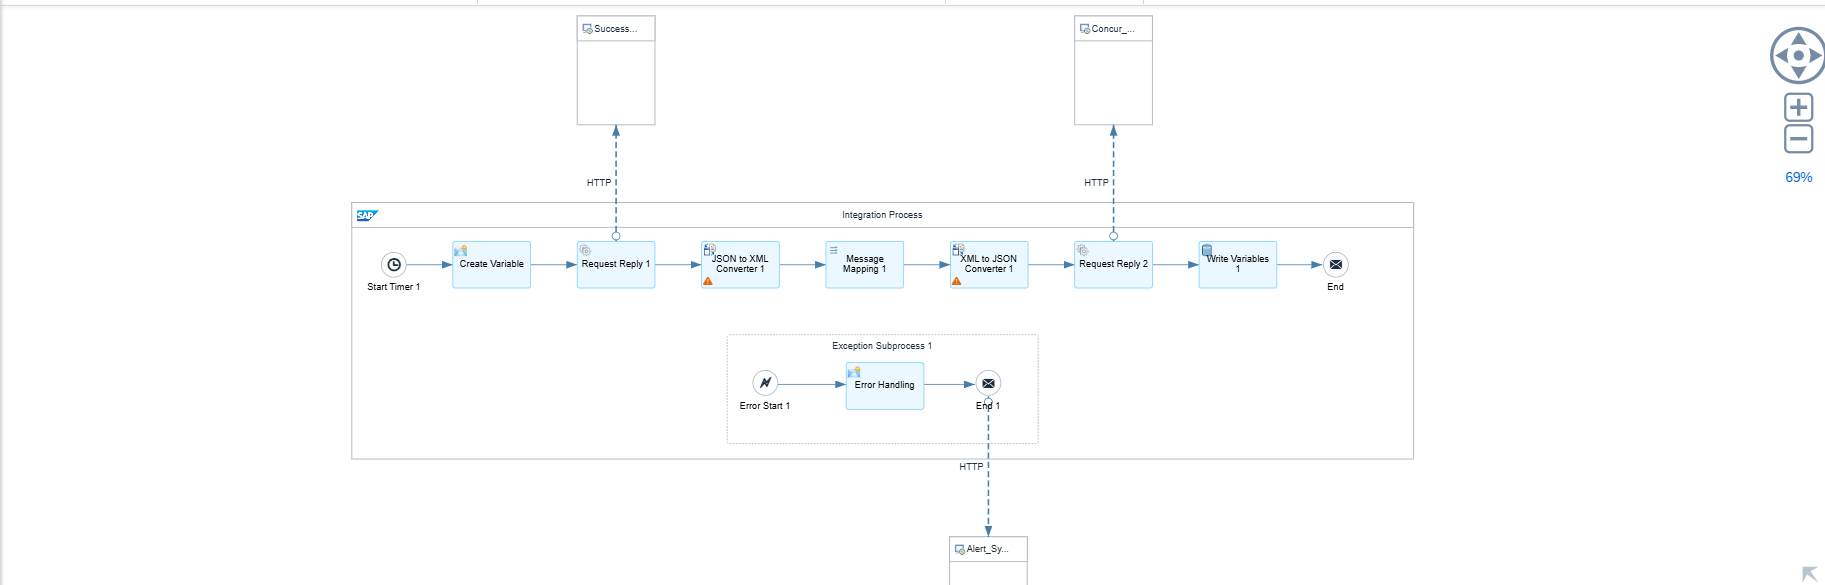 Success...
Concur_...
HTTP
HTTP
69%
SAP
Integration Process
Create Variable
Request Reply 1
JSON to XML
Converter 1
Message
Mapping 1
XML to JSON
Converter 1
Request Reply 2
Write Variables
1
Start Timer 1
End
Exception Subprocess 1
Error Handling
Error Start 1
End 1
HTTP
Alert_Sy...